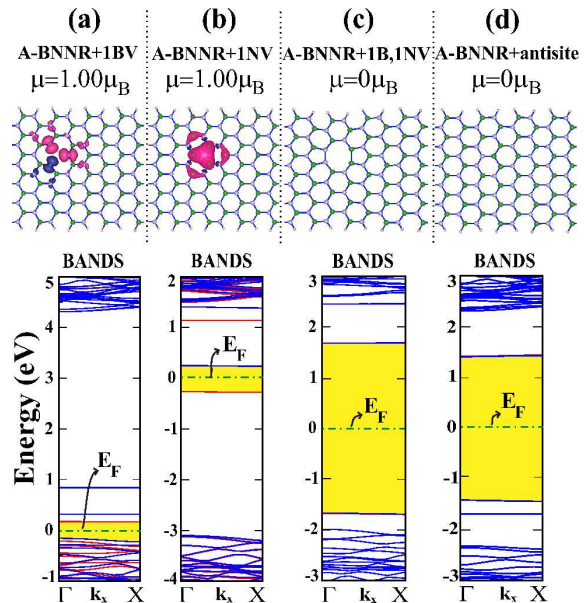 (a) (b) (c) (d)
A-BNNR+1BV A-BNNR+1NV A-BNNR+1B,1NV A-BNNR+antisite
μ=1.00μB μ=1.00μB μ=0μB μ=0μB
BANDS BANDS BANDS BANDS
Energy (eV)
5
4
3
2
1
0
-1
EF
2
1
0
-1
-2
-3
-4
EF
3
2
1
0
-1
-2
-3
EF
3
2
1
0
-1
-2
-3
EF
Γ kx X Γ kx X Γ kx X Γ kx X